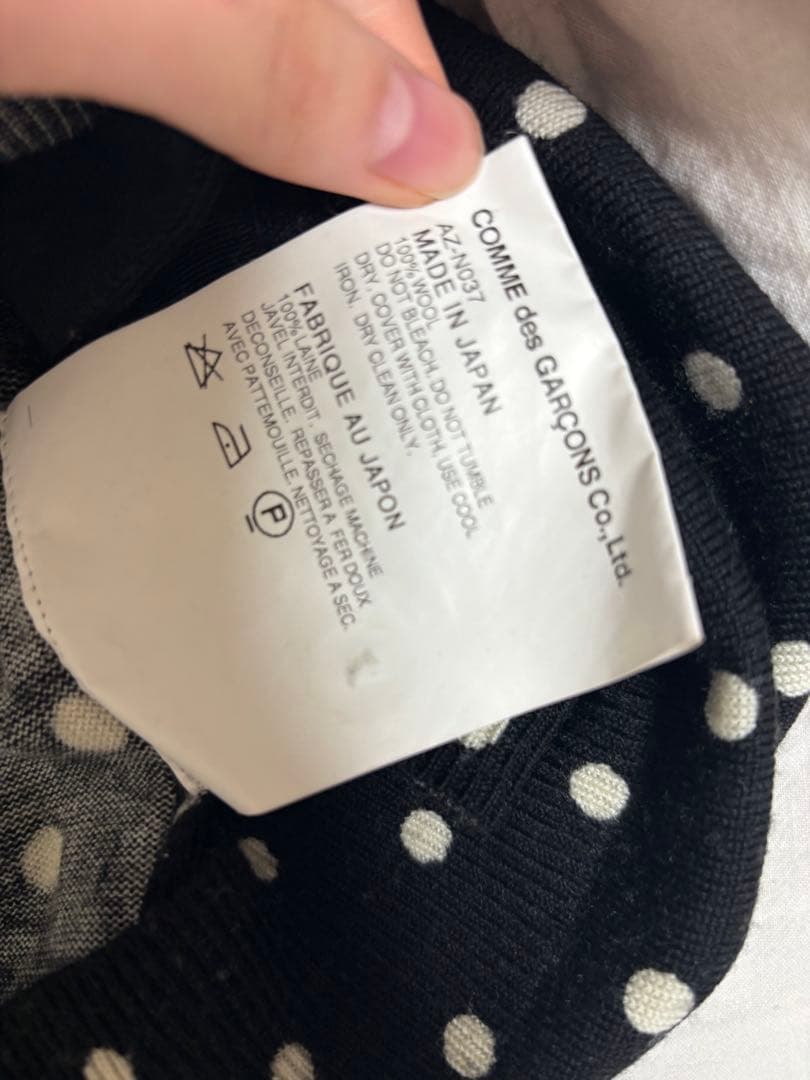 COMME des GARÇONS Co.,Ltd.
AZ-N037
MADE IN JAPAN
100% WOOL
DO NOT BLEACH. DO NOT TUMBLE
DRY. COVER WITH CLOTH, USE COOL
IRON. DRY CLEAN ONLY.
FABRIQUE AU JAPON
100% LAINE
JAVEL INTERDIT. SECHAGE MACHINE
DECONSEILLE. REPASSER A FER DOUX
AVEC PATTEMOUILLE. NETTOYAGE A SEC.
P